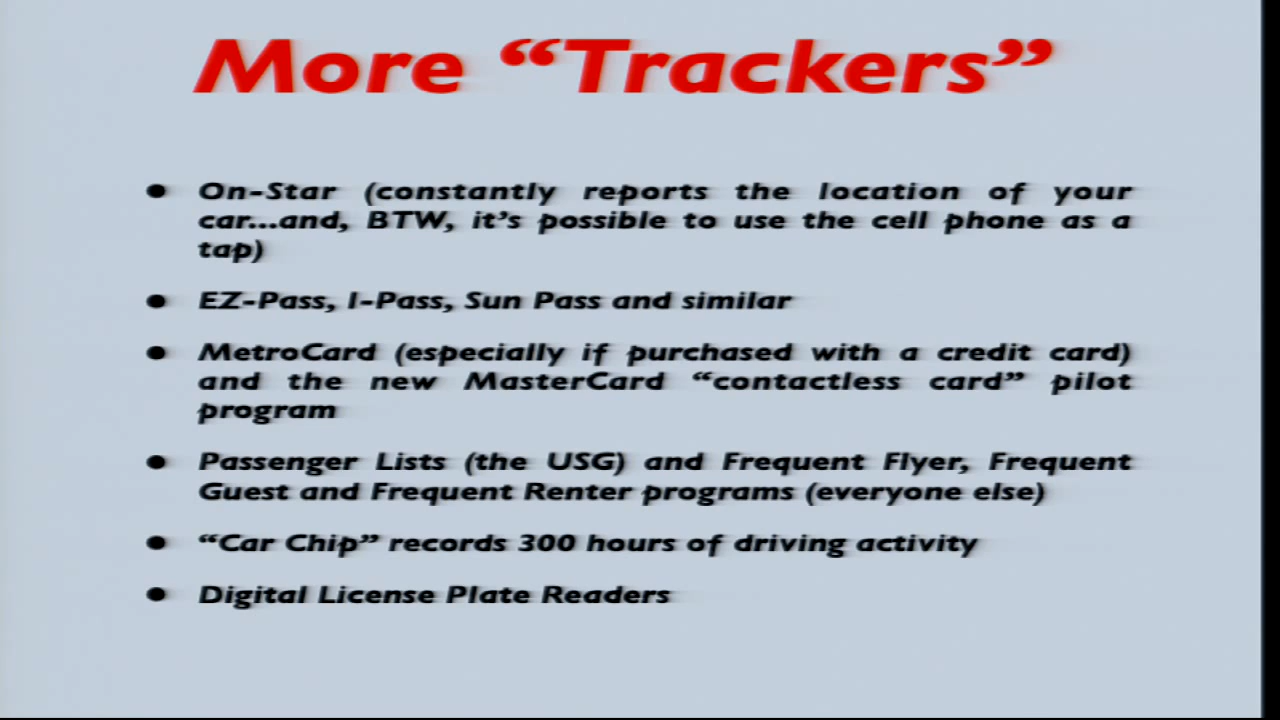 More “Trackers”
• On-Star (constantly reports the location of your
car...and, BTW, it’s possible to use the cell phone as a
tap)
• EZ-Pass, I-Pass, Sun Pass and similar
• MetroCard (especially if purchased with a credit card)
and the new MasterCard “contactless card” pilot
program
• Passenger Lists (the USG) and Frequent Flyer, Frequent
Guest and Frequent Renter programs (everyone else)
• “Car Chip” records 300 hours of driving activity
• Digital License Plate Readers